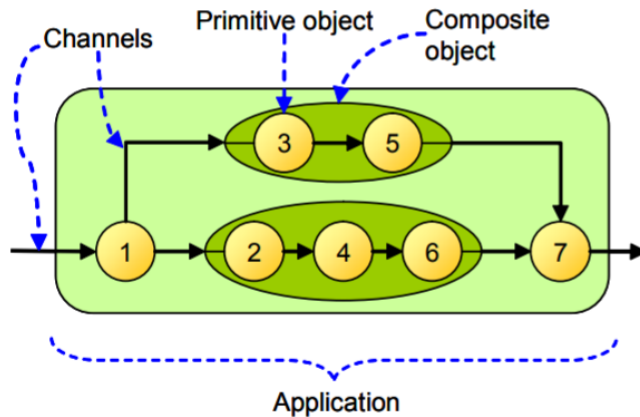 Channels
Primitive object
Composite
object
3
5
1
2
4
6
7
Application